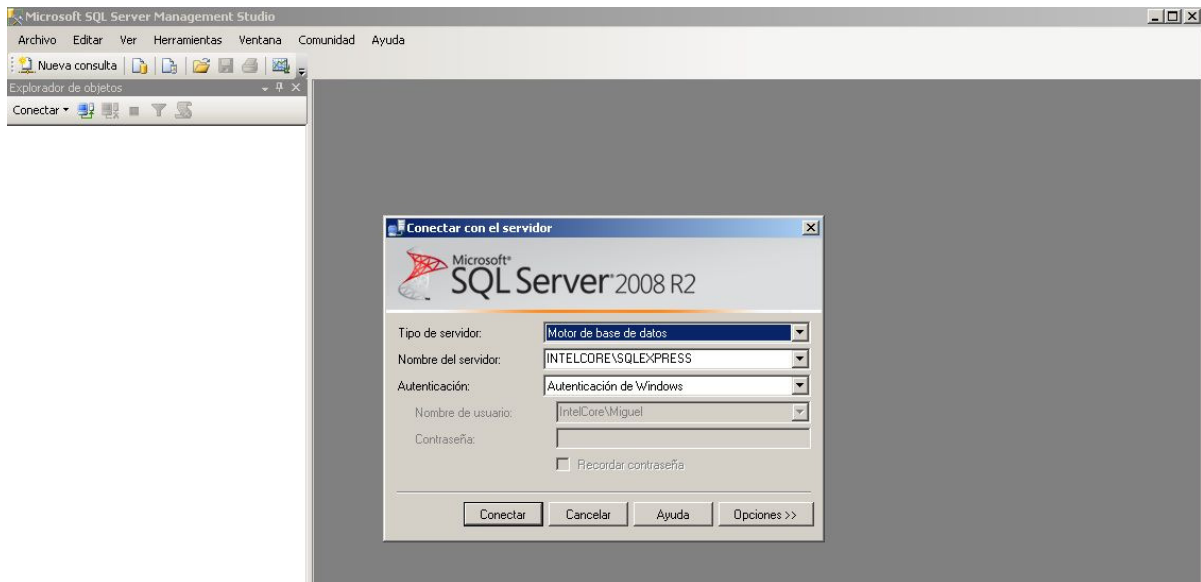 Microsoft SQL Server Management Studio
Archivo Editar Ver Herramientas Ventana Comunidad Ayuda
Nueva consulta
Explorador de objetos
Conectar
Conectar con el servidor
Microsoft®
SQL Server® 2008 R2
Tipo de servidor: Motor de base de datos
Nombre del servidor: INTELCORE\SQLEXPRESS
Autenticación: Autenticación de Windows
Nombre de usuario: IntelCore\Miguel
Contraseña:
Recordar contraseña
Conectar Cancelar Ayuda Opciones >>